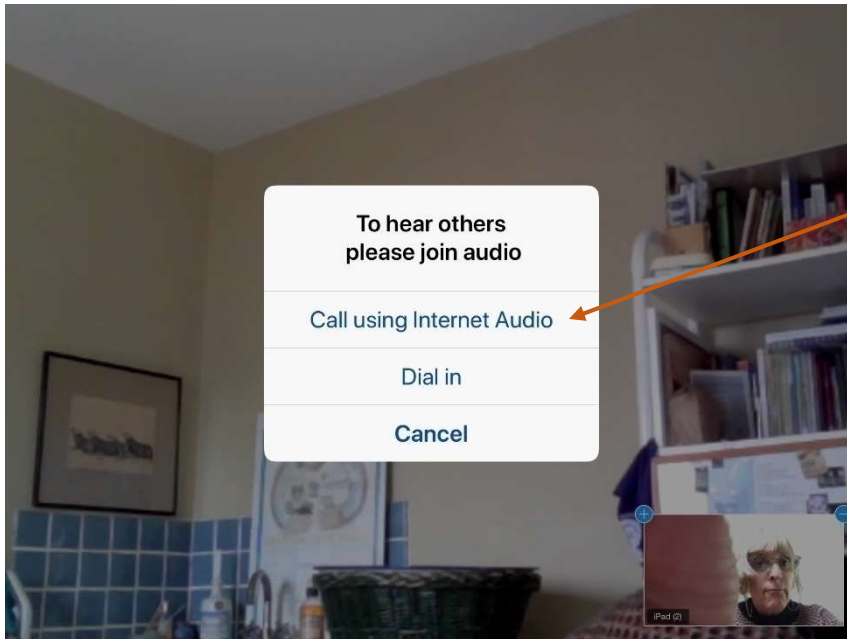 To hear others
please join audio
Call using Internet Audio
Dial in
Cancel
iPad (2)